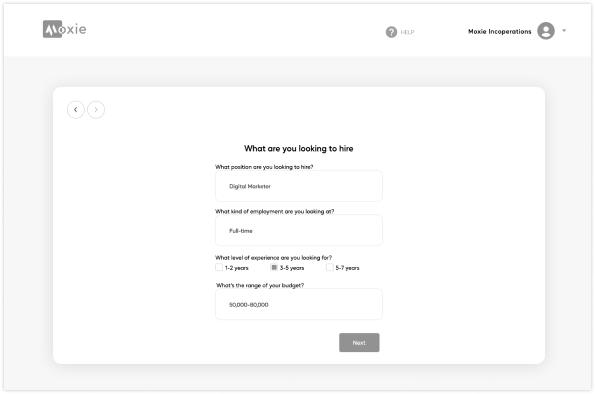 Moxie
HELP
Moxie Incoperations
What are you looking to hire
What position are you looking to hire?
Digital Marketer
What kind of employment are you looking at?
Full-time
What level of experience are you looking for?
1-2 years 3-5 years 5-7 years
What's the range of your budget?
50,000-80,000
Next